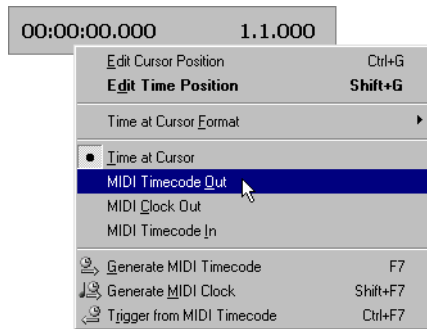 00:00:00.000 1.1.000
Edit Cursor Position Ctrl+G
Edit Time Position Shift+G
Time at Cursor Format
Time at Cursor
MIDI Timecode Out
MIDI Clock Out
MIDI Timecode In
Generate MIDI Timecode F7
Generate MIDI Clock Shift+F7
Trigger from MIDI Timecode Ctrl+F7